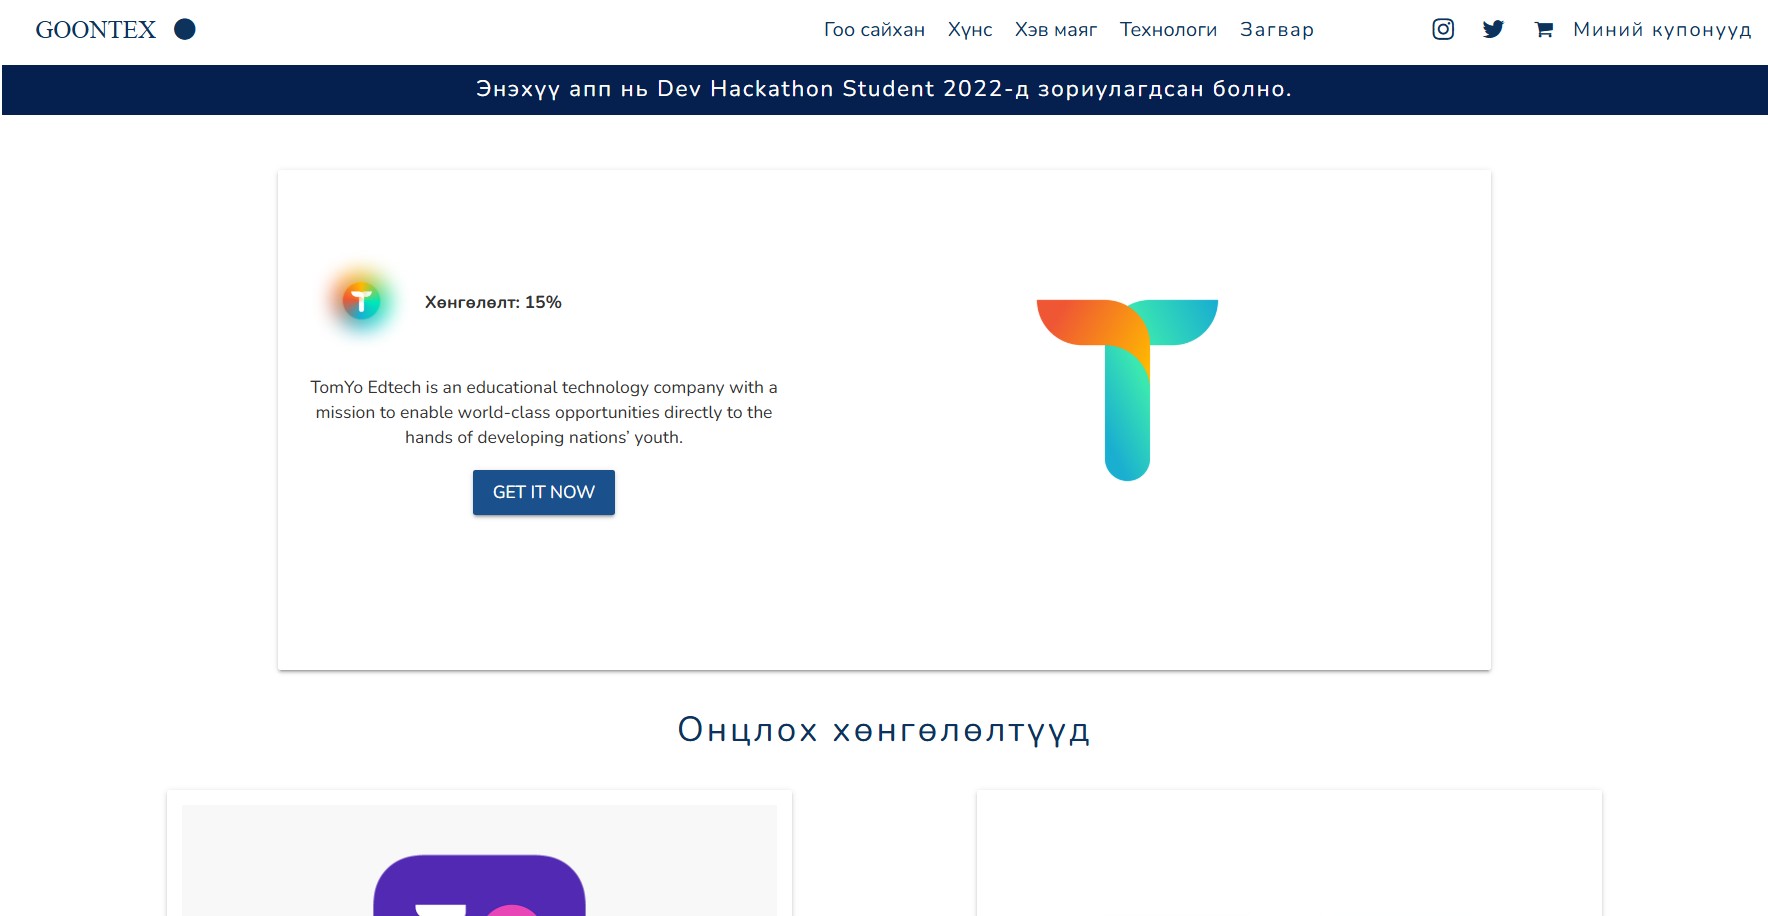 GOONTEX
Гоо сайхан Хүнс Хэв маяг Технологи Загвар Миний купонууд
Энэхүү апп нь Dev Hackathon Student 2022-д зориулагдсан болно.
Хөнгөлөлт: 15%
TomYo Edtech is an educational technology company with a
mission to enable world-class opportunities directly to the
hands of developing nations’ youth.
GET IT NOW
Онцлох хөнгөлөлтүүд